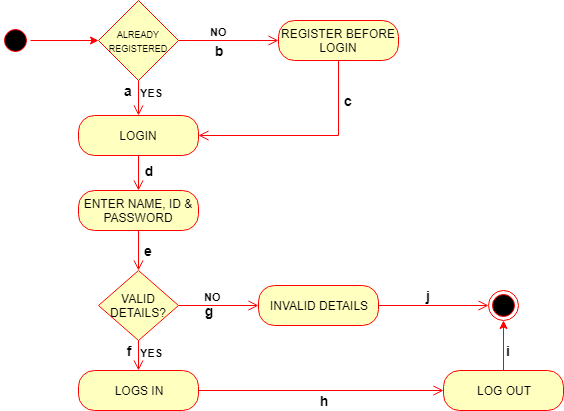 ALREADY
REGISTERED
NO
b
REGISTER BEFORE
LOGIN
a
YES
c
LOGIN
d
ENTER NAME, ID &
PASSWORD
e
VALID
DETAILS?
NO
g
INVALID DETAILS
j
f
YES
i
LOGS IN
h
LOG OUT